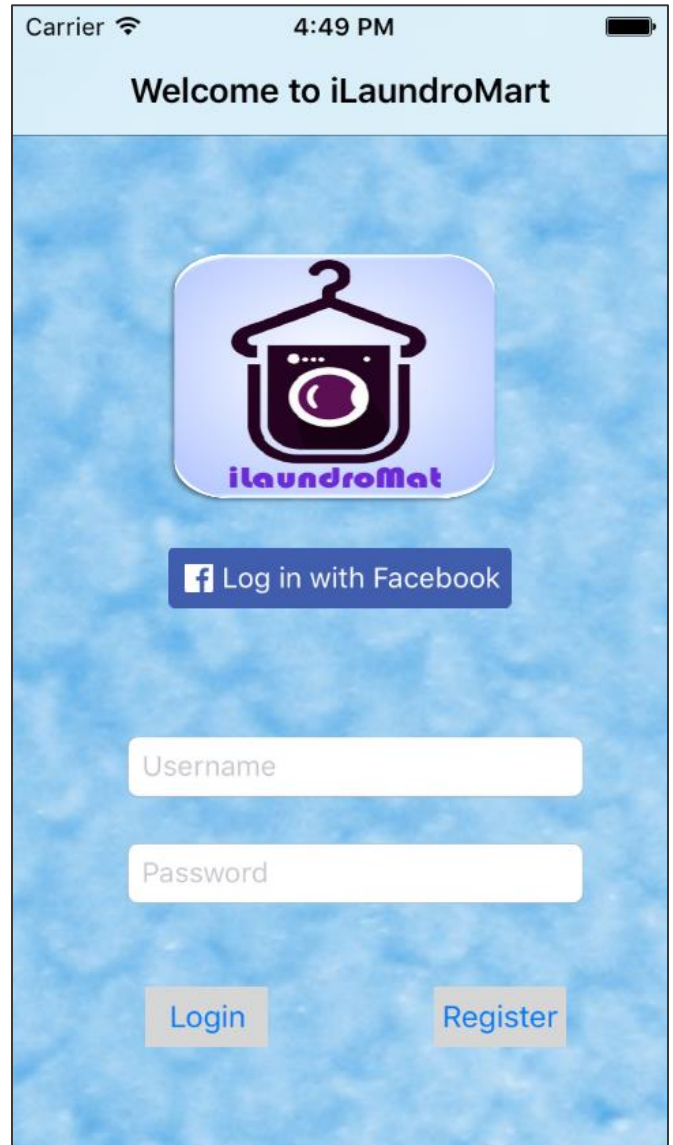 Carrier 4:49 PM
Welcome to iLaundroMart
iLaundroMat
f Log in with Facebook
Username
Password
Login Register